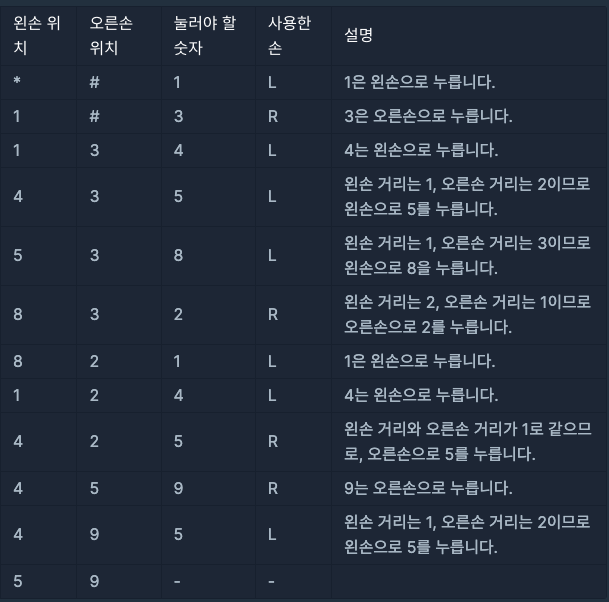 왼손 위치 오른손 위치 눌러야 할 숫자 사용한 손 설명
* # 1 L 1은 왼손으로 누릅니다.
1 # 3 R 3은 오른손으로 누릅니다.
1 3 4 L 4는 왼손으로 누릅니다.
4 3 5 L 왼손 거리는 1, 오른손 거리는 2이므로 왼손으로 5를 누릅니다.
5 3 8 L 왼손 거리는 1, 오른손 거리는 3이므로 왼손으로 8을 누릅니다.
8 3 2 R 왼손 거리는 2, 오른손 거리는 1이므로 오른손으로 2를 누릅니다.
8 2 1 L 1은 왼손으로 누릅니다.
1 2 4 L 4는 왼손으로 누릅니다.
4 2 5 R 왼손 거리와 오른손 거리가 1로 같으므로, 오른손으로 5를 누릅니다.
4 5 9 R 9는 오른손으로 누릅니다.
4 9 5 L 왼손 거리는 1, 오른손 거리는 2이므로 왼손으로 5를 누릅니다.
5 9 - -